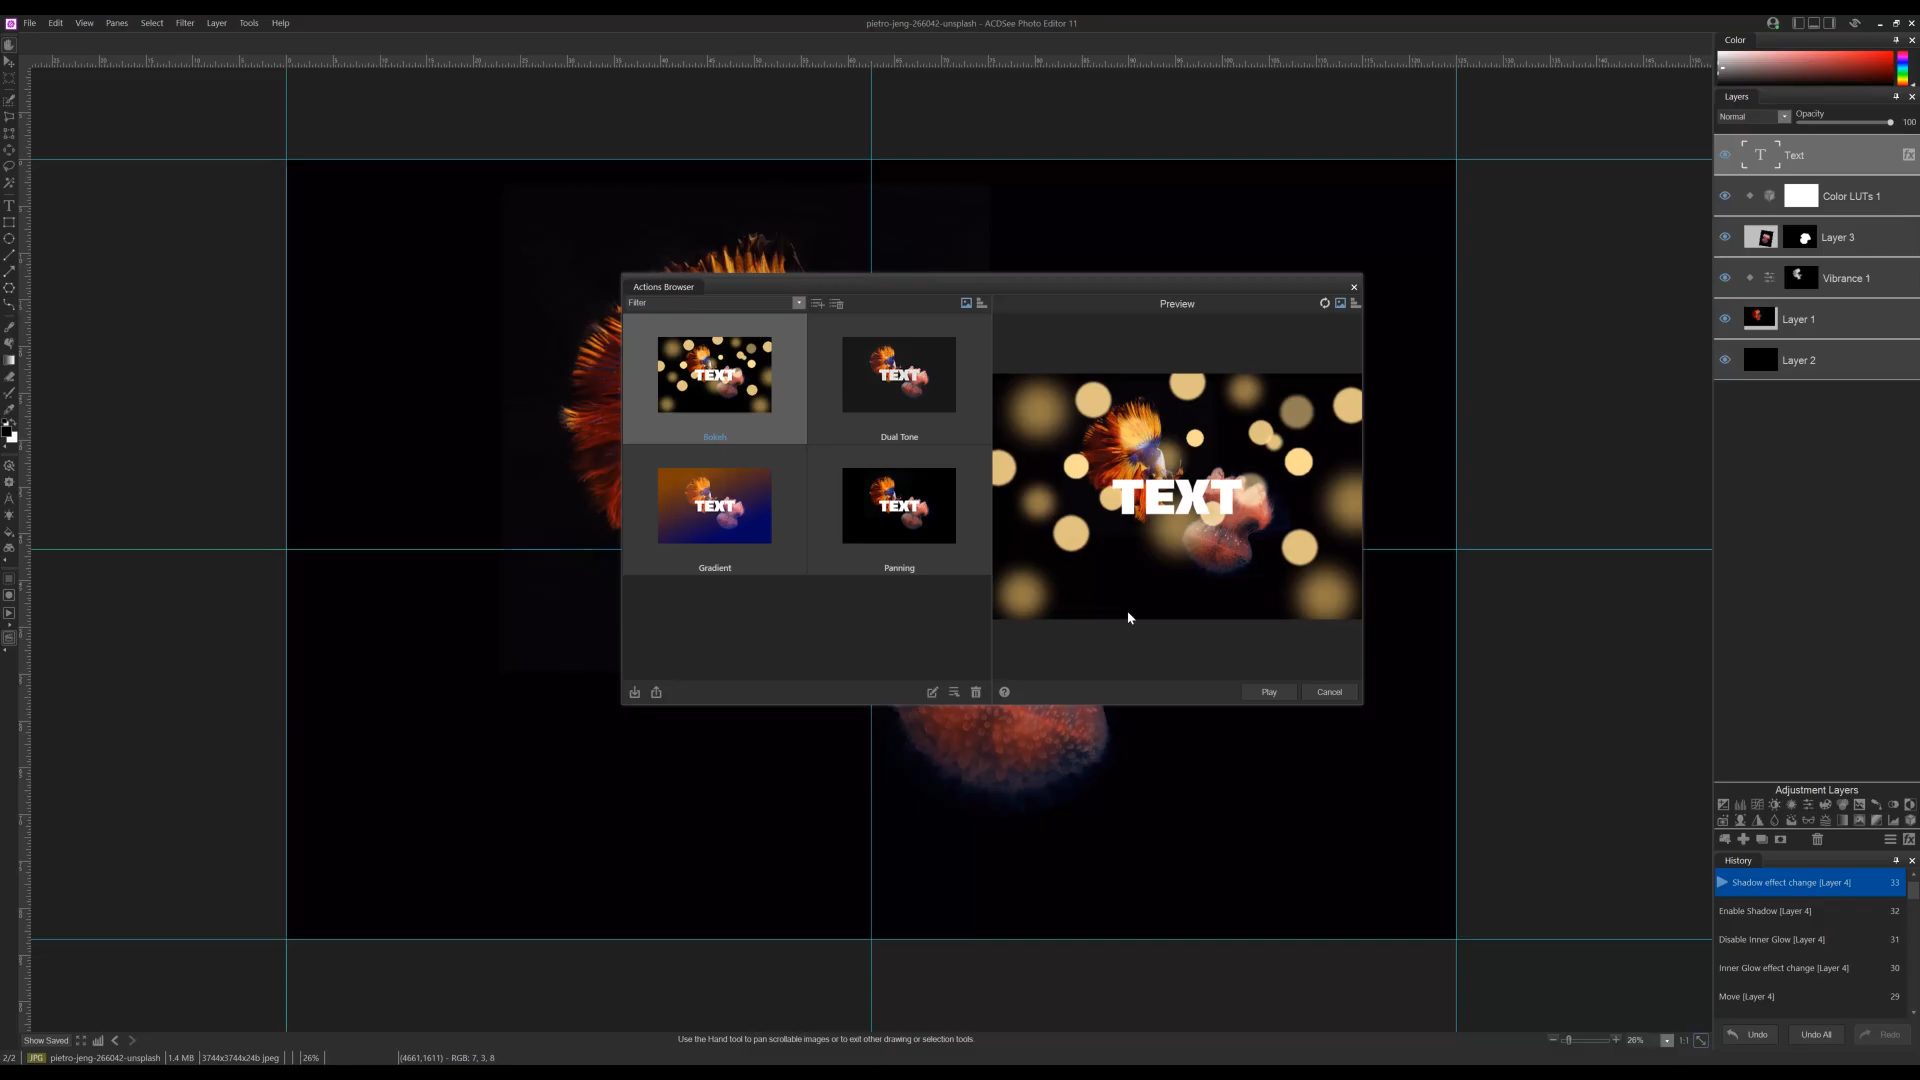 File Edit View Panes Select Filter Layer Tools Help
pietro-jeng-266042-unsplash - ACDSee Photo Editor 11
Color
Layers
Normal
Opacity
100
T Text fx
Color LUTs 1
Layer 3
Vibrance 1
Layer 1
Layer 2
Actions Browser
Filter
Preview
TEXT
Bokeh
TEXT
Dual Tone
TEXT
Gradient
TEXT
Panning
TEXT
Play
Cancel
Adjustment Layers
History
Shadow effect change [Layer 4] 33
Enable Shadow [Layer 4] 32
Disable Inner Glow [Layer 4] 31
Inner Glow effect change [Layer 4] 30
Move [Layer 4] 29
Undo
Undo All
Redo
Show Saved
Use the Hand tool to pan scrollable images or to exit other drawing or selection tools.
26%
1:1
2/2 JPG pietro-jeng-266042-unsplash 1.4 MB 3744x3744x24b jpeg 26% (4661,1611) - RGB: 7, 3, 8